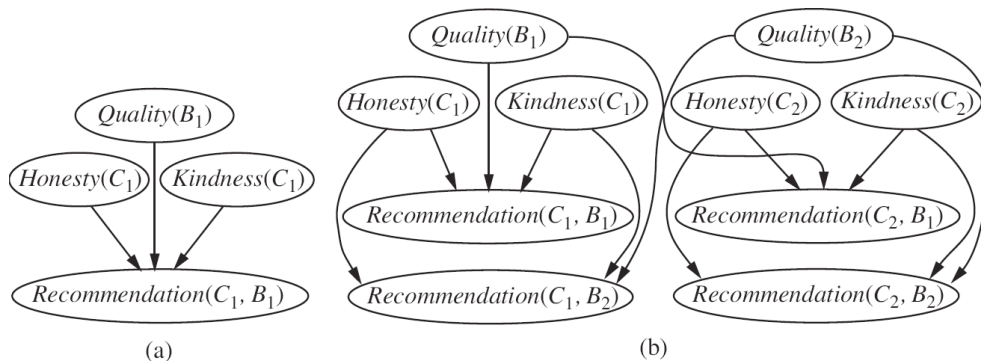 Quality(B1)
Honesty(C1) Kindness(C1)
Recommendation(C1, B1)
(a)
Quality(B1) Quality(B2)
Honesty(C1) Kindness(C1) Honesty(C2) Kindness(C2)
Recommendation(C1, B1) Recommendation(C2, B1)
Recommendation(C1, B2) Recommendation(C2, B2)
(b)